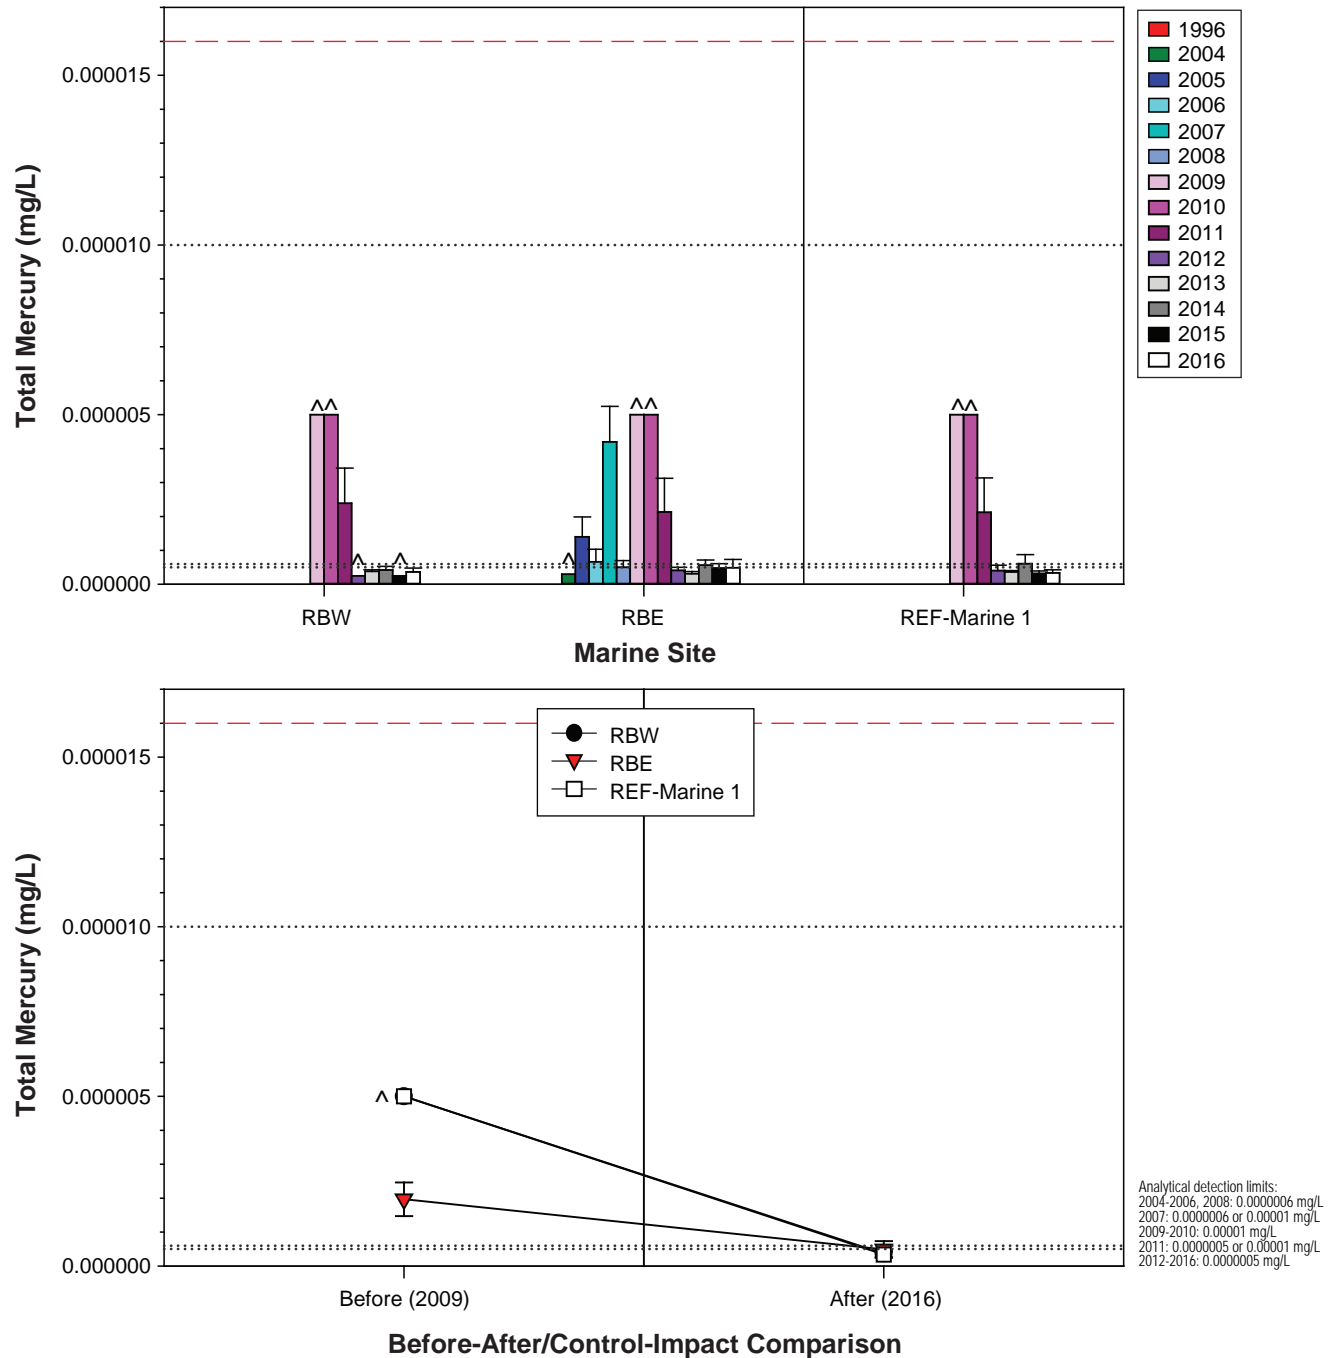 Total Mercury (mg/L)
0.000015
0.000010
0.000005
0.000000
^^
^
^
^
^^
^^
RBW
RBE
REF-Marine 1
Marine Site
1996
2004
2005
2006
2007
2008
2009
2010
2011
2012
2013
2014
2015
2016
Total Mercury (mg/L)
0.000015
0.000010
0.000005
0.000000
RBW
RBE
REF-Marine 1
^
Before (2009)
After (2016)
Before-After/Control-Impact Comparison
Analytical detection limits:
2004-2006, 2008: 0.0000006 mg/L
2007: 0.0000006 or 0.00001 mg/L
2009-2010: 0.00001 mg/L
2011: 0.0000005 or 0.00001 mg/L
2012-2016: 0.0000005 mg/L